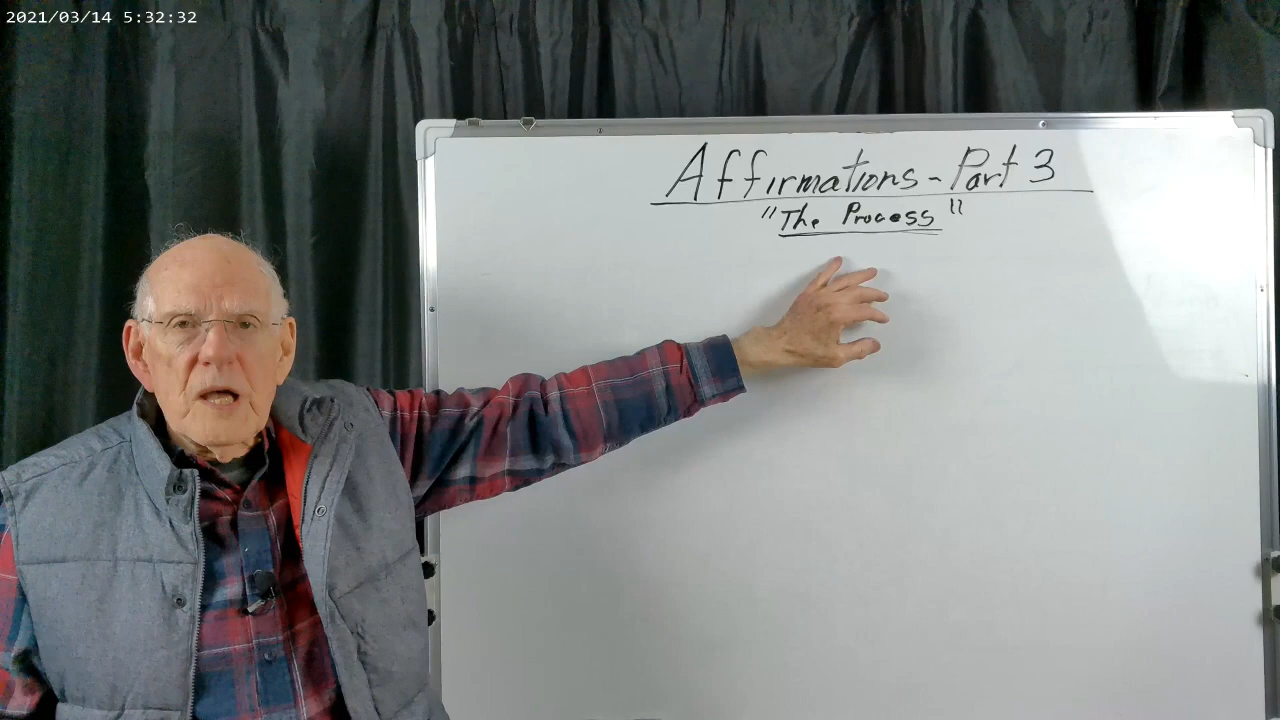 2021/03/14 5:32:32
Affirmations - Part 3
"The Process"